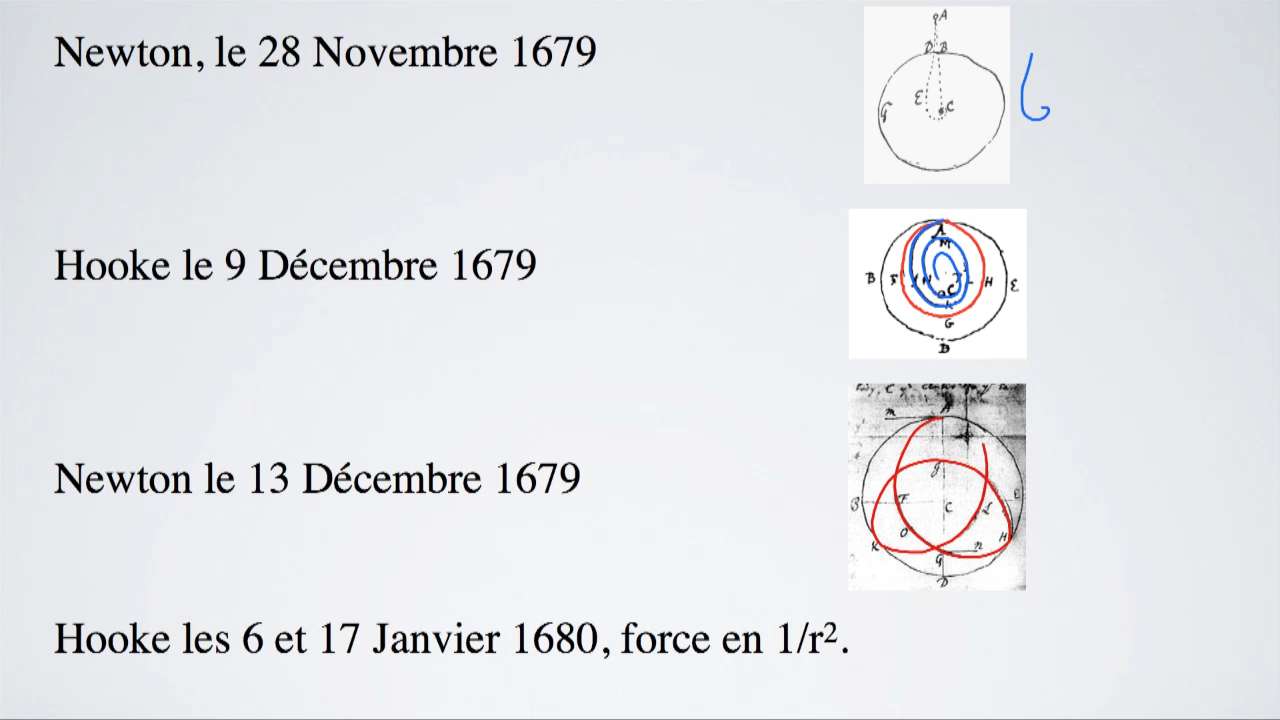 Newton, le 28 Novembre 1679
A
D B
E C
G
Hooke le 9 Décembre 1679
A
M
B F H E
C
K
G
D
Newton le 13 Décembre 1679
m A
g
B F C L E
O H
K n
G
D
Hooke les 6 et 17 Janvier 1680, force en 1/r².